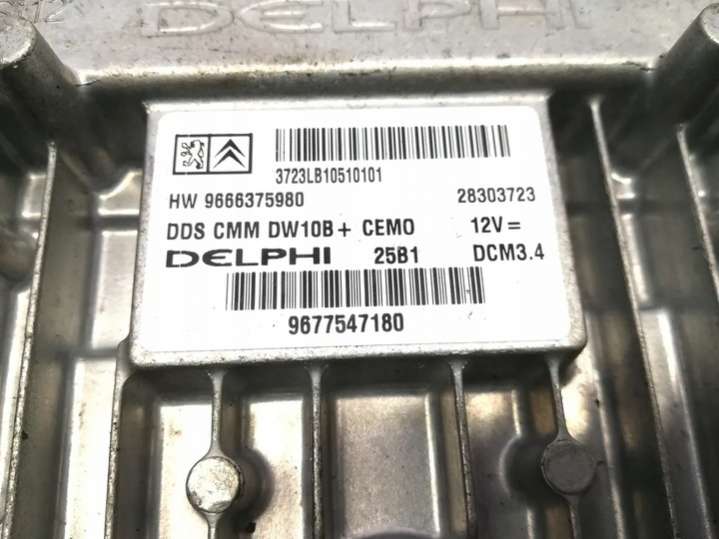 DELPHI
3723LB10510101
HW 9666375980 28303723
DDS CMM DW10B+ CEMO 12V=
DELPHI 25B1 DCM3.4
9677547180